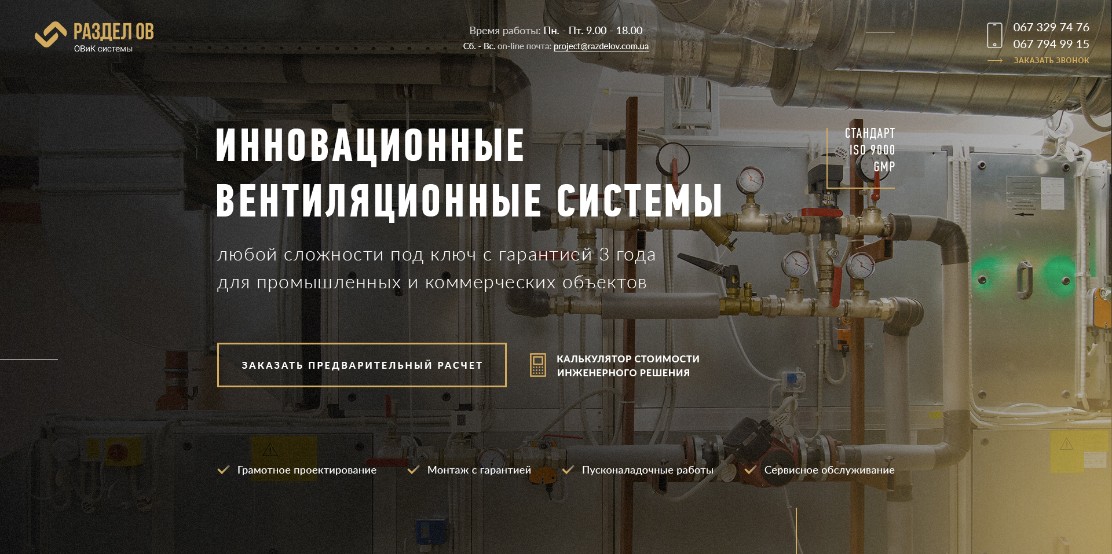 РАЗДЕЛ ОВ
ОВиК системы
Время работы: Пн. - Пт. 9.00 - 18.00
Сб. - Вс. on-line почта: project@razdelov.com.ua
067 329 74 76
067 794 99 15
ЗАКАЗАТЬ ЗВОНОК
СТАНДАРТ
ISO 9000
GMP
ИННОВАЦИОННЫЕ
ВЕНТИЛЯЦИОННЫЕ СИСТЕМЫ
любой сложности под ключ с гарантией 3 года
для промышленных и коммерческих объектов
ЗАКАЗАТЬ ПРЕДВАРИТЕЛЬНЫЙ РАСЧЕТ
КАЛЬКУЛЯТОР СТОИМОСТИ
ИНЖЕНЕРНОГО РЕШЕНИЯ
Грамотное проектирование
Монтаж с гарантией
Пусконаладочные работы
Сервисное обслуживание